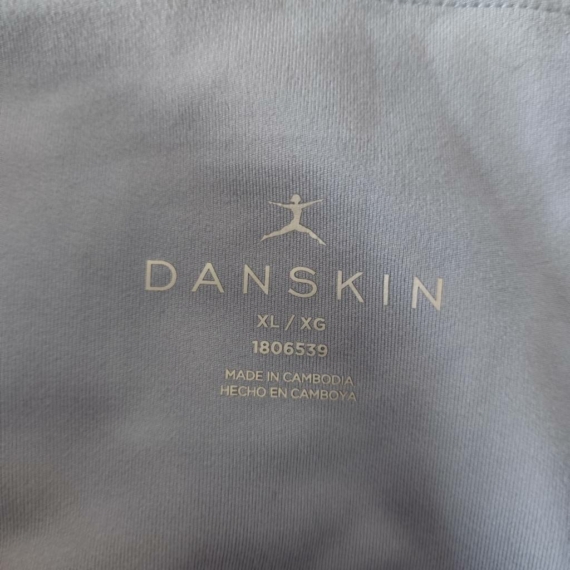 DANSKIN
XL / XG
1806539
MADE IN CAMBODIA
HECHO EN CAMBOYA